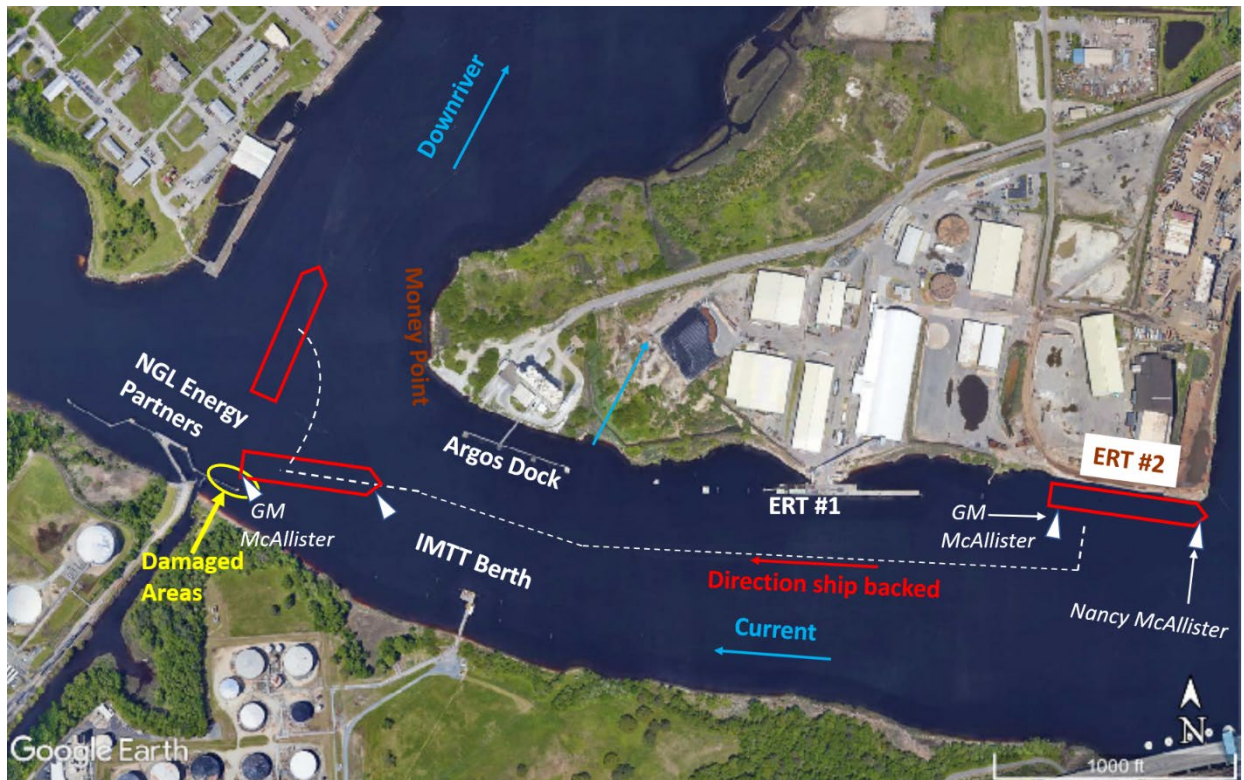 Downriver
Money Point
NGL Energy
Partners
Argos Dock
ERT #2
ERT #1
GM
McAllister
GM
McAllister
Damaged
Areas
IMTT Berth
Direction ship backed
Nancy McAllister
Current
N
Google Earth
1000 ft